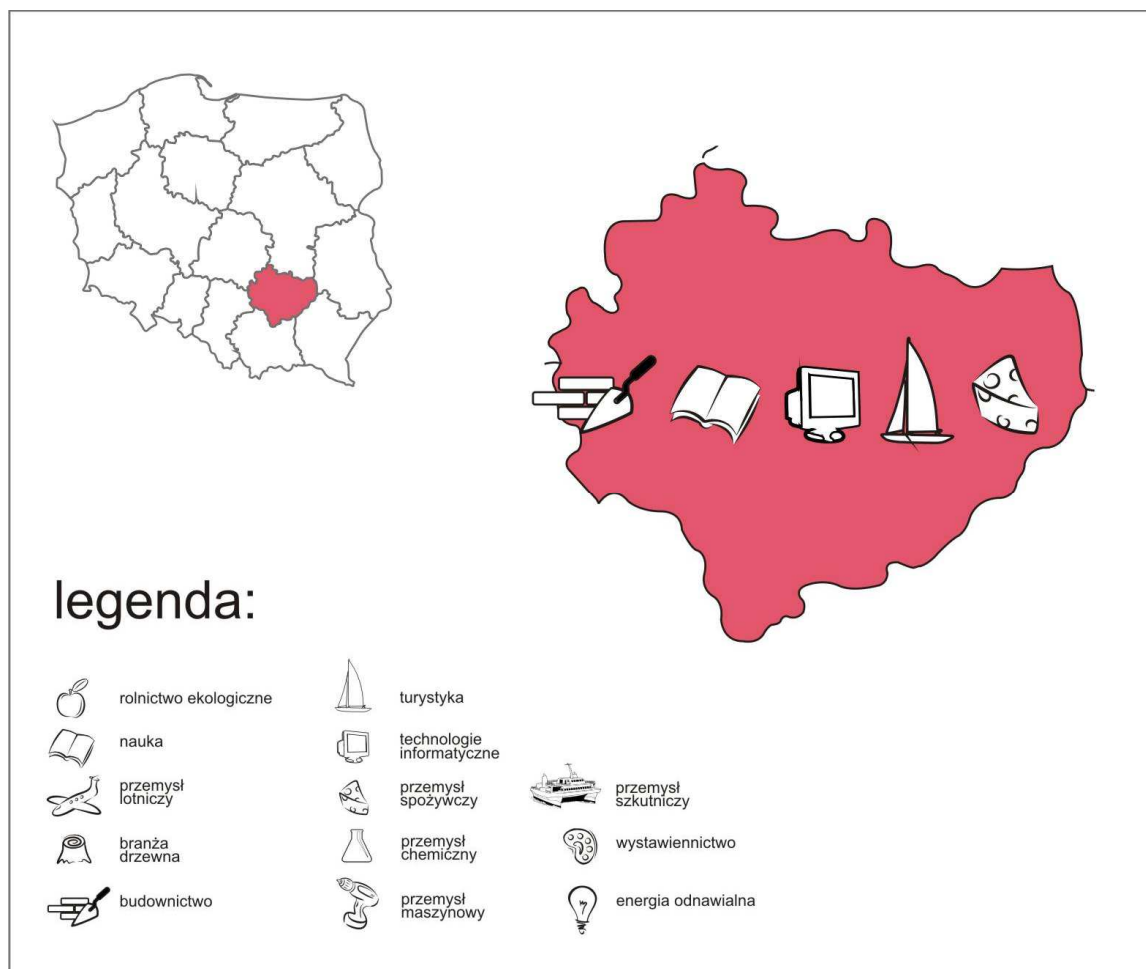 legenda:
rolnictwo ekologiczne
nauka
przemysł
lotniczy
branża
drzewna
budownictwo
turystyka
technologie
informatyczne
przemysł
spożywczy
przemysł
chemiczny
przemysł
maszynowy
przemysł
szkutniczy
wystawiennictwo
energia odnawialna